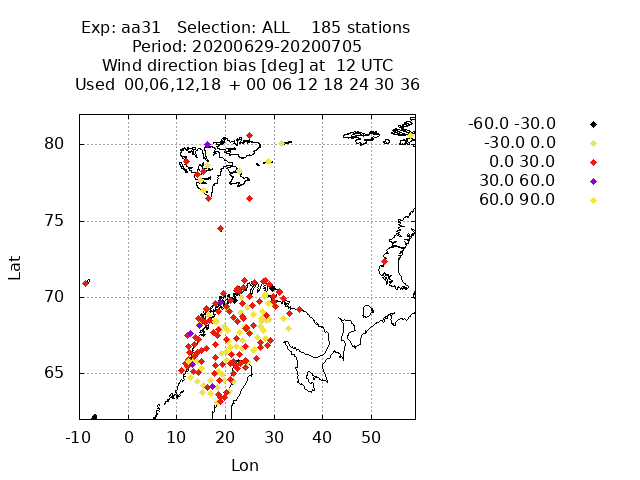 Exp: aa31   Selection: ALL    185 stations
Period: 20200629-20200705
Wind direction bias [deg] at  12 UTC
Used  00,06,12,18  + 00 06 12 18 24 30 36
-60.0 -30.0
-30.0 0.0
0.0 30.0
30.0 60.0
60.0 90.0
80
75
70
65
Lat
-10 0 10 20 30 40 50
Lon